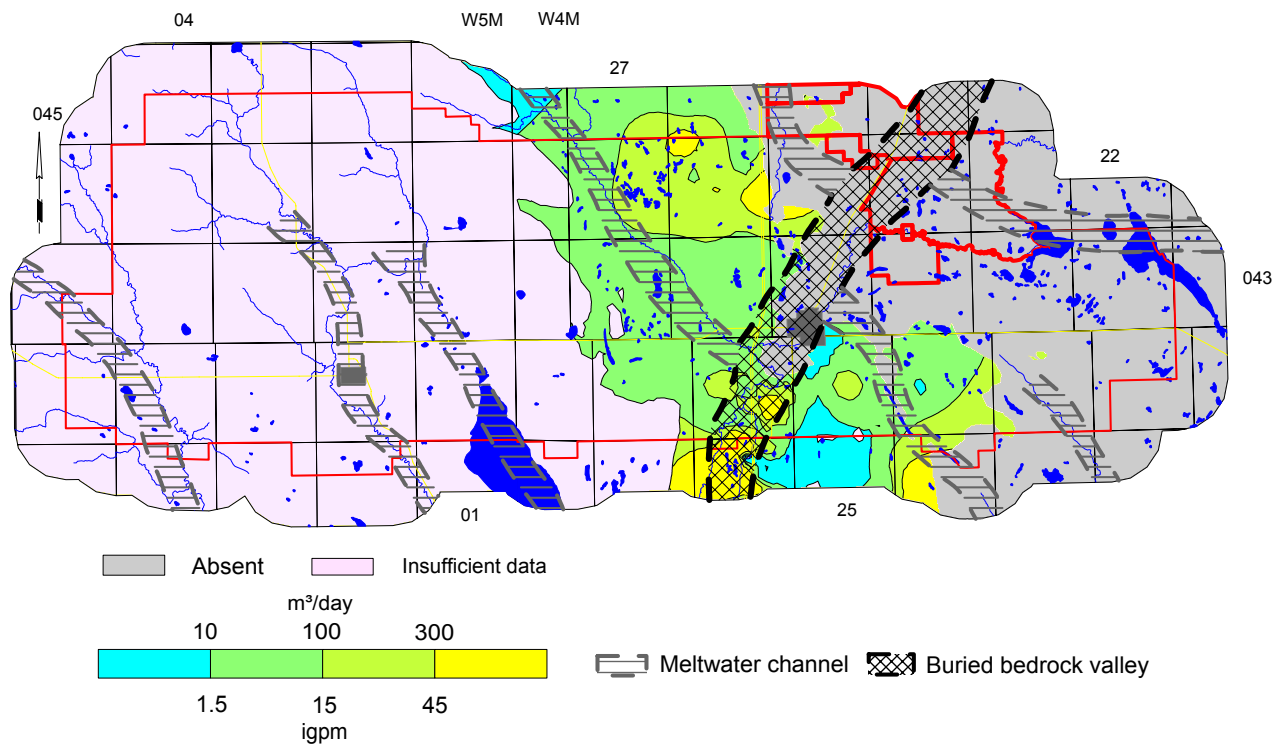 04
W5M
W4M
27
045
22
043
01
25
Absent
Insufficient data
m³/day
10
100
300
1.5
15
45
igpm
Meltwater channel
Buried bedrock valley